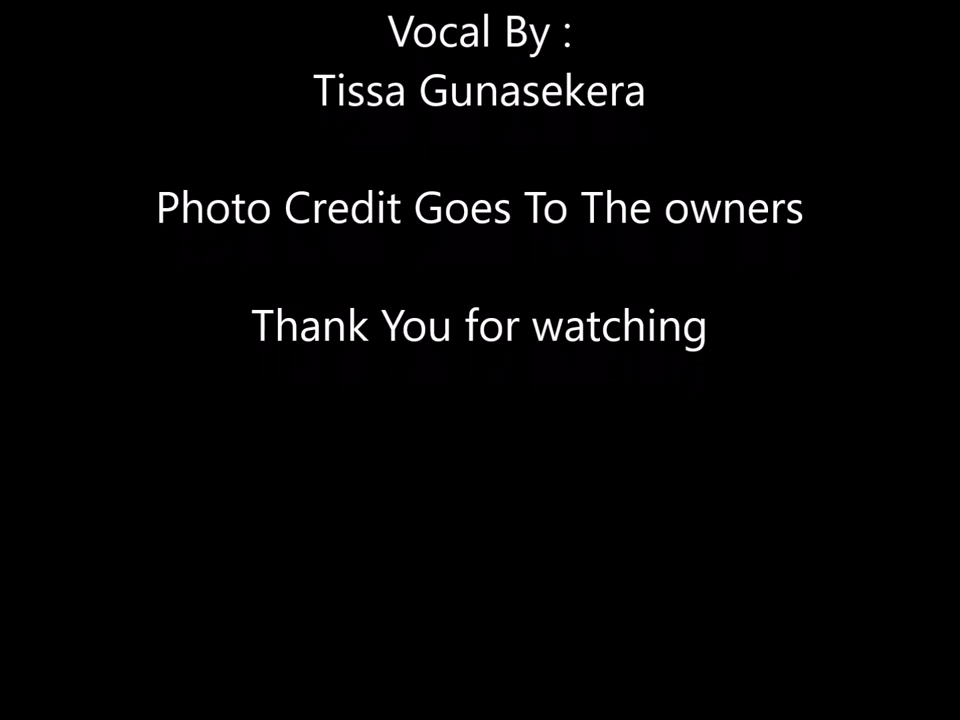 Vocal By :
Tissa Gunasekera
Photo Credit Goes To The owners
Thank You for watching